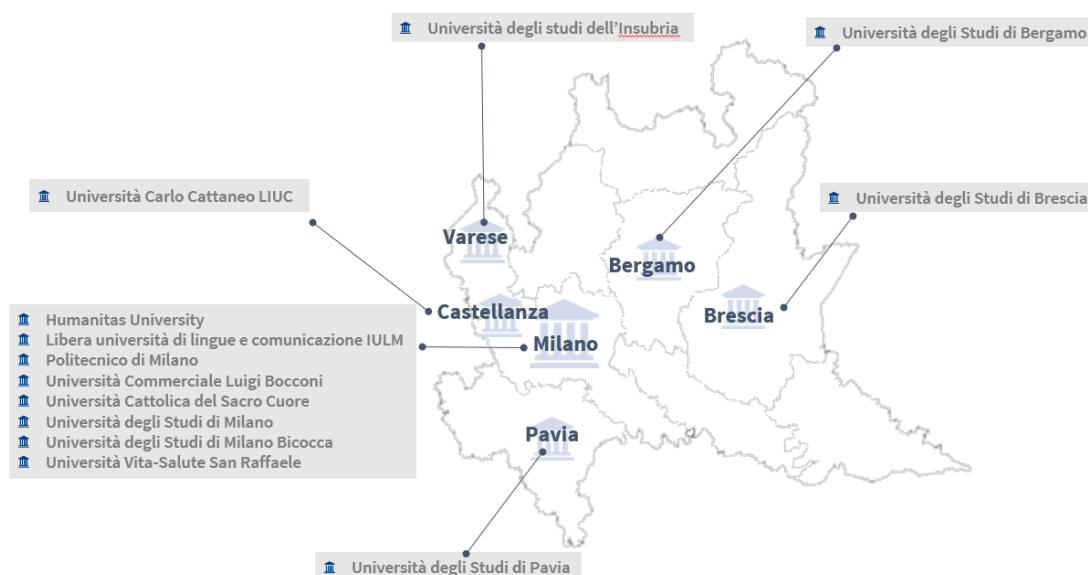 Università degli studi dell'Insubria
Università degli Studi di Bergamo
Università Carlo Cattaneo LIUC
Università degli Studi di Brescia
Varese
Bergamo
Castellanza
Brescia
Milano
Humanitas University
Libera università di lingue e comunicazione IULM
Politecnico di Milano
Università Commerciale Luigi Bocconi
Università Cattolica del Sacro Cuore
Università degli Studi di Milano
Università degli Studi di Milano Bicocca
Università Vita-Salute San Raffaele
Pavia
Università degli Studi di Pavia